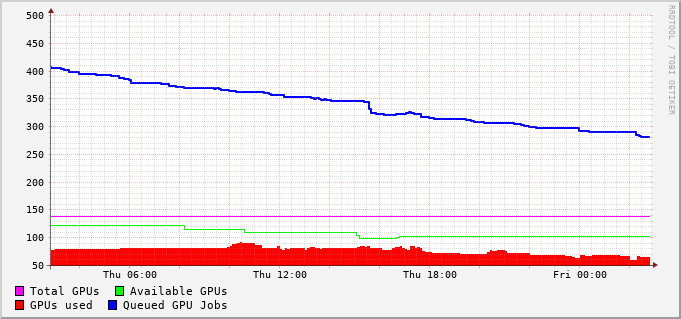 500
450
400
350
300
250
200
150
100
50
Thu 06:00 Thu 12:00 Thu 18:00 Fri 00:00
Total GPUs Available GPUs
GPUs used Queued GPU Jobs
RRDTOOL / TOBI OETIKER